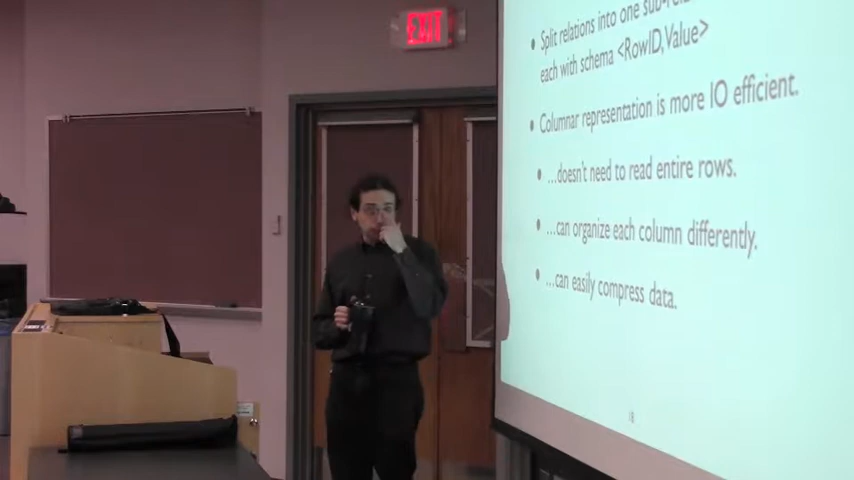 EXIT
• Split relations into one
each with schema <RowID,Value>
• Columnar representation is more IO efficient.
• ...doesn't need to read entire rows.
• ...can organize each column differently.
• ...can easily compress data.
18